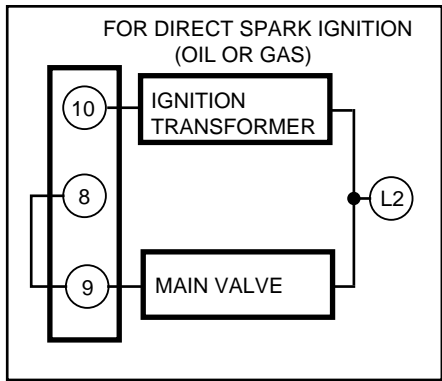 FOR DIRECT SPARK IGNITION
(OIL OR GAS)
10
IGNITION
TRANSFORMER
8
L2
9
MAIN VALVE